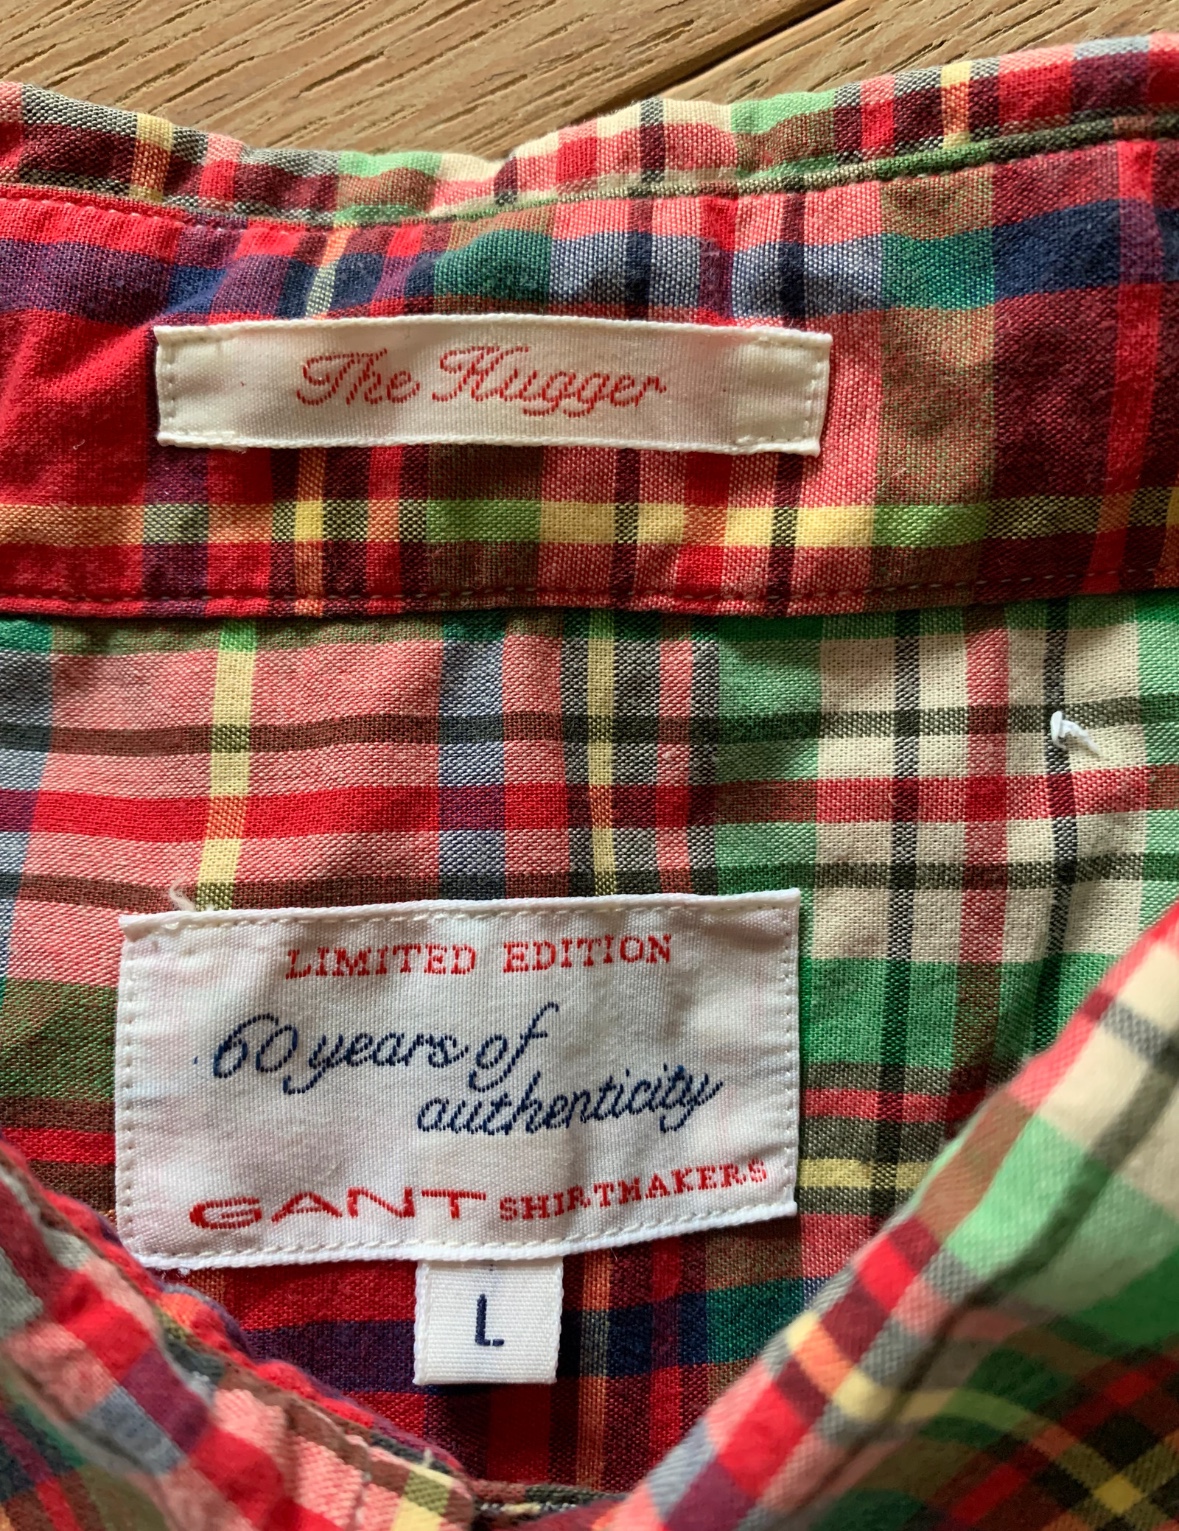 The Hugger
LIMITED EDITION
60 years of
authenticity
GANT SHIRTMAKERS
L